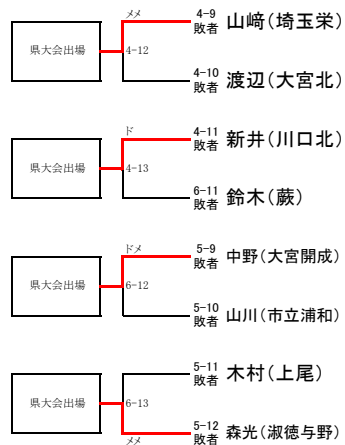 メメ 4-9 敗者 山﨑(埼玉栄)
県大会出場 4-12
4-10 敗者 渡辺(大宮北)
ド 4-11 敗者 新井(川口北)
県大会出場 4-13
6-11 敗者 鈴木(蕨)
ドメ 5-9 敗者 中野(大宮開成)
県大会出場 6-12
5-10 敗者 山川(市立浦和)
5-11 敗者 木村(上尾)
県大会出場 6-13
メメ 5-12 敗者 森光(淑徳与野)